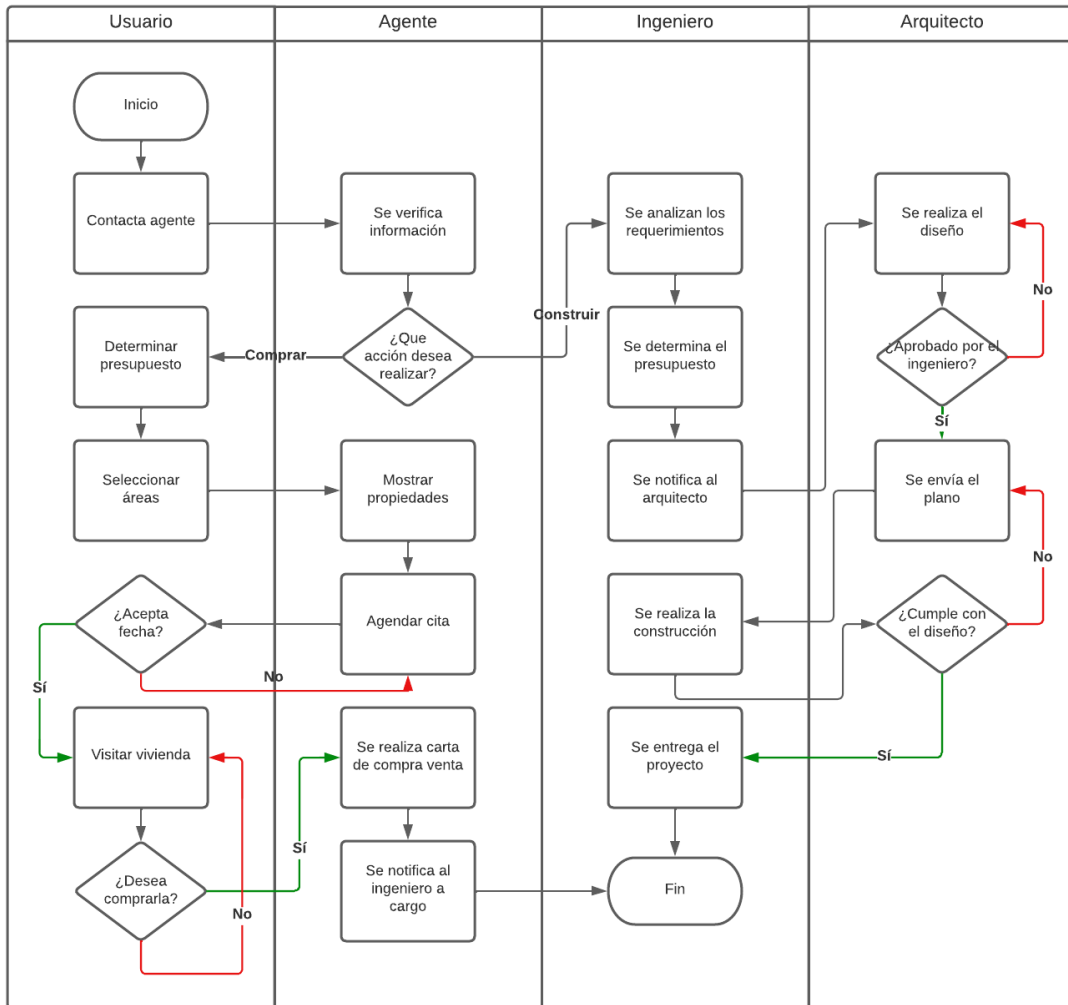 Usuario
Agente
Ingeniero
Arquitecto
Inicio
Contacta agente
Se verifica
información
Se analizan los
requerimientos
Se realiza el
diseño
No
Construir
Determinar
presupuesto
Comprar
¿Que
acción desea
realizar?
Se determina el
presupuesto
¿Aprobado por el
ingeniero?
Sí
Seleccionar
áreas
Mostrar
propiedades
Se notifica al
arquitecto
Se envía el
plano
No
¿Acepta
fecha?
Agendar cita
Se realiza la
construcción
¿Cumple con
el diseño?
No
Sí
Visitar vivienda
Se realiza carta
de compra venta
Se entrega el
proyecto
Sí
Sí
¿Desea
comprarla?
No
Se notifica al
ingeniero a
cargo
Fin